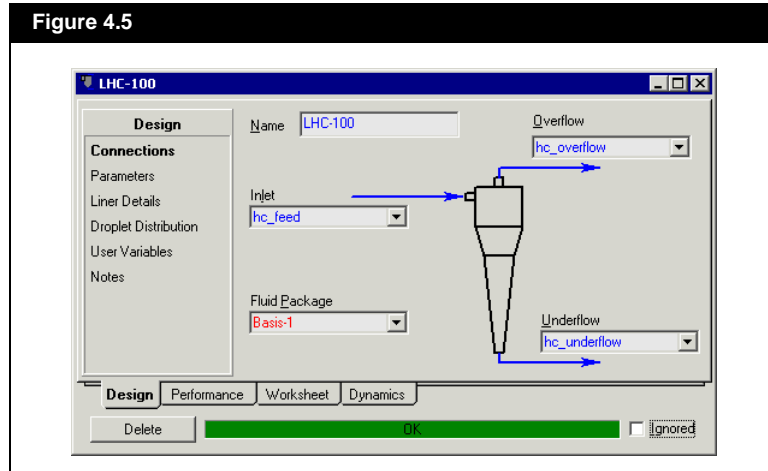 Figure 4.5
LHC-100
Design
Connections
Parameters
Liner Details
Droplet Distribution
User Variables
Notes
Name LHC-100
Overflow
hc_overflow
Inlet
hc_feed
Fluid Package
Basis-1
Underflow
hc_underflow
Design Performance Worksheet Dynamics
Delete OK Ignored